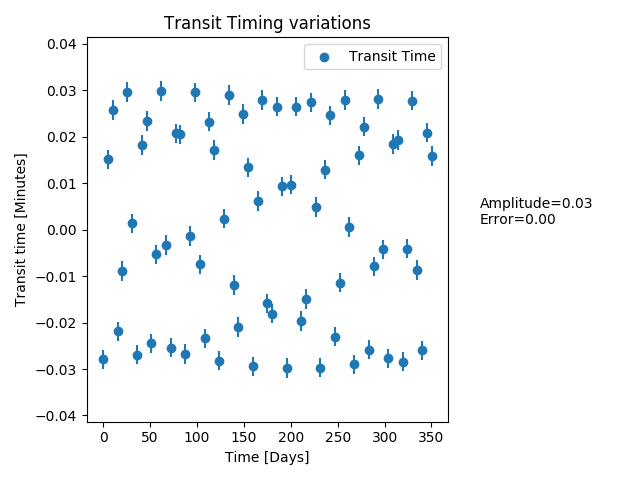 Transit Timing variations
Transit Time
Transit time [Minutes]
0.04
0.03
0.02
0.01
0.00
−0.01
−0.02
−0.03
−0.04
0 50 100 150 200 250 300 350
Time [Days]
Amplitude=0.03
Error=0.00